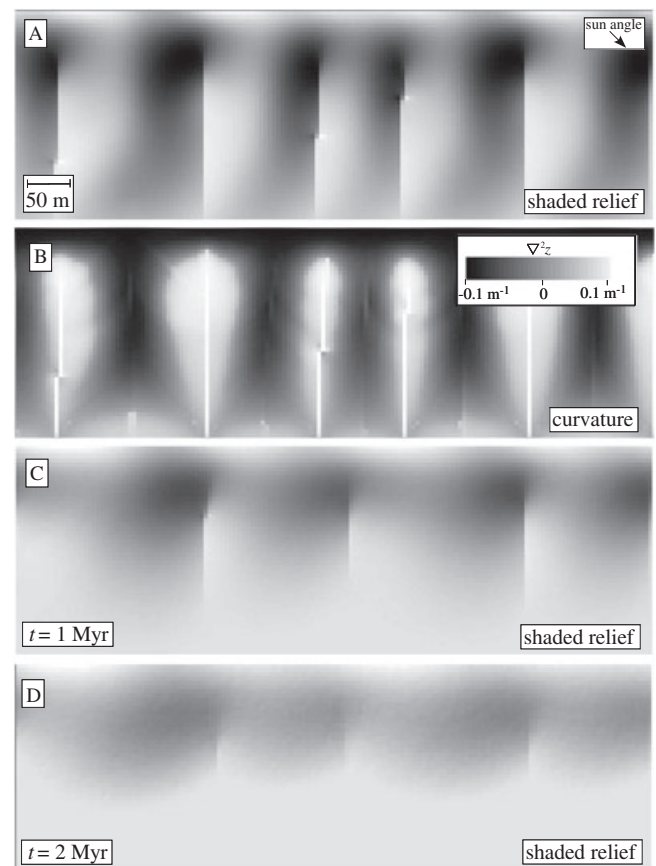 A
sun angle
50 m
shaded relief
B
∇²z
-0.1 m⁻¹ 0 0.1 m⁻¹
curvature
C
t = 1 Myr
shaded relief
D
t = 2 Myr
shaded relief